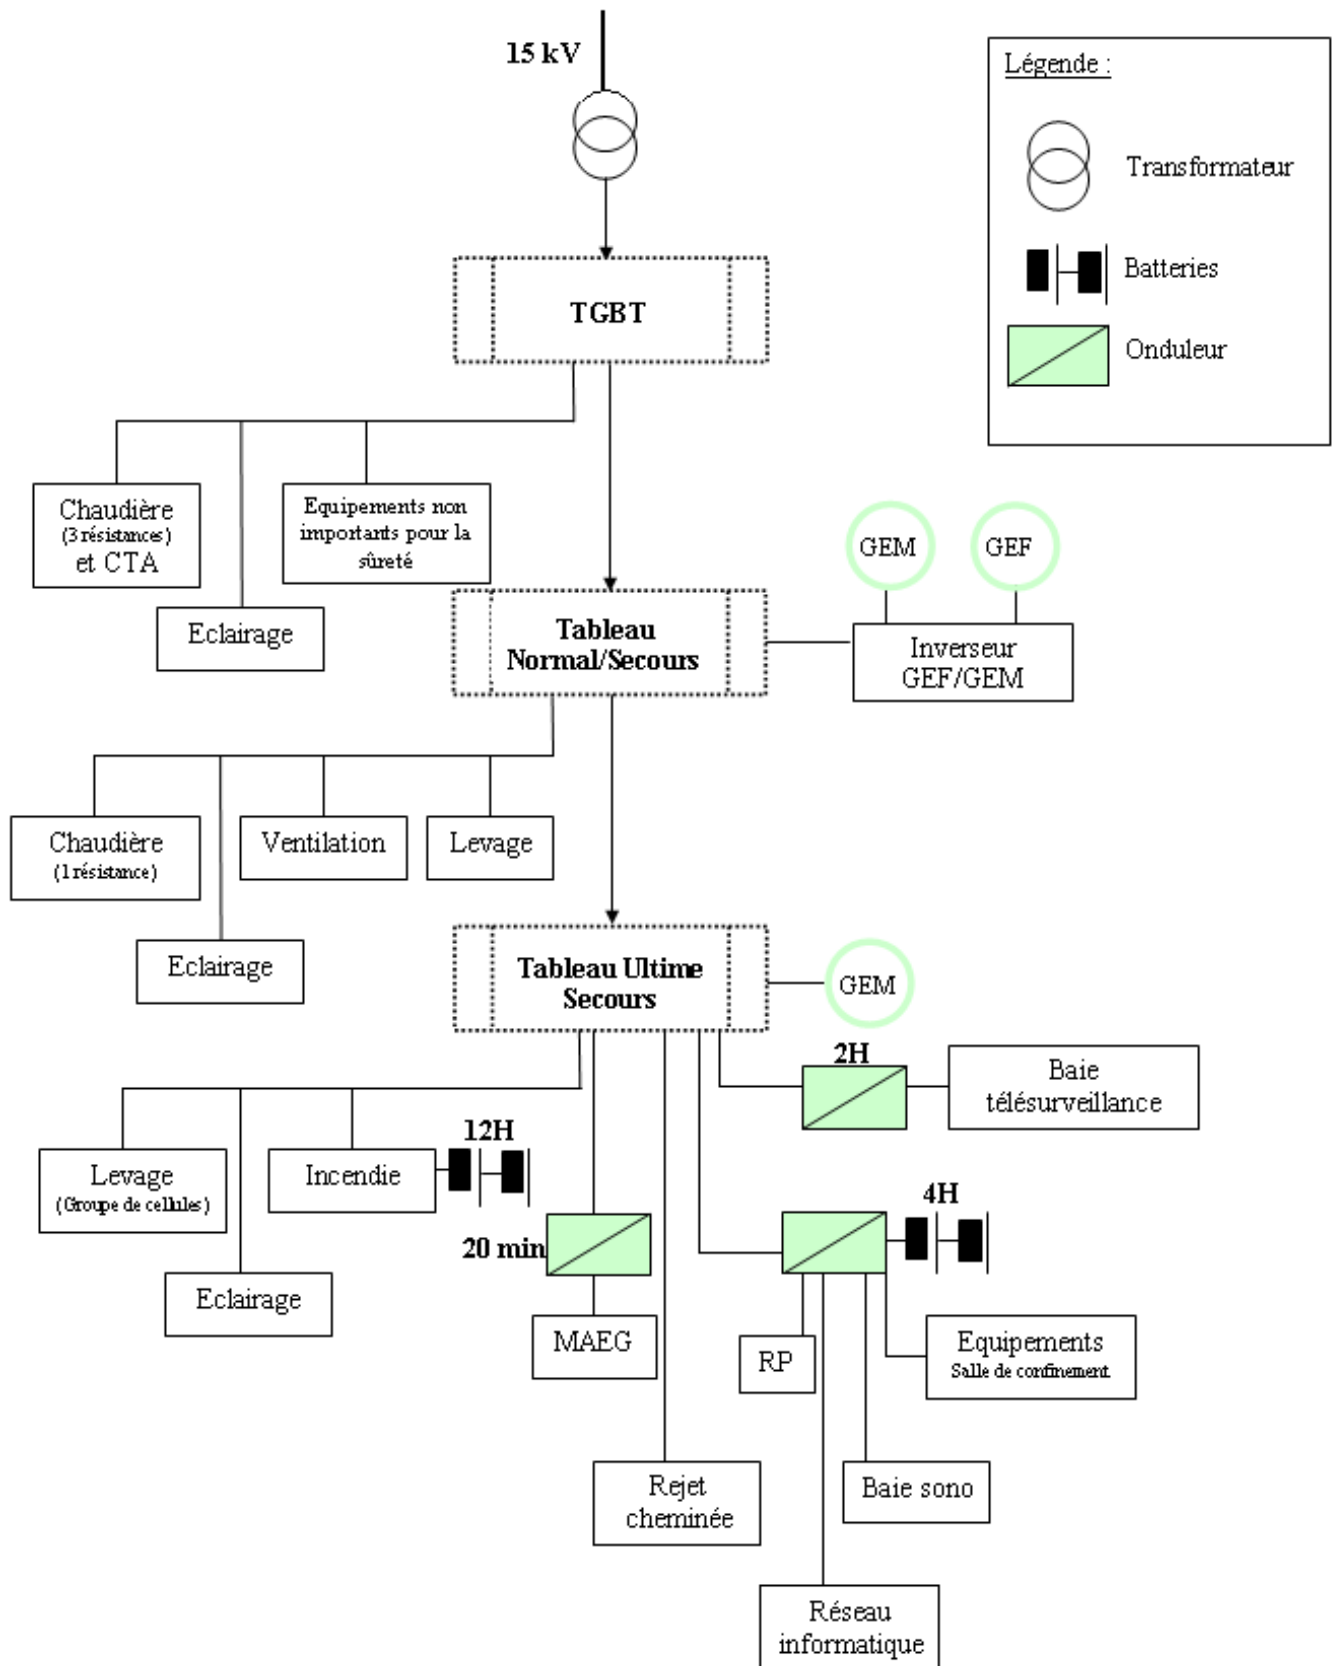 15 kV
Légende :
Transformateur
Batteries
Onduleur
TGBT
Chaudière
(3 résistances)
et CTA
Equipements non
importants pour la
sûreté
Eclairage
GEM
GEF
Tableau
Normal/Secours
Inverseur
GEF/GEM
Chaudière
(1 résistance)
Ventilation
Levage
Eclairage
Tableau Ultime
Secours
GEM
2H
Baie
télésurveillance
Levage
(Groupe de cellules)
Incendie
12H
4H
20 min
Eclairage
MAEG
RP
Equipements
Salle de confinement
Rejet
cheminée
Baie sono
Réseau
informatique